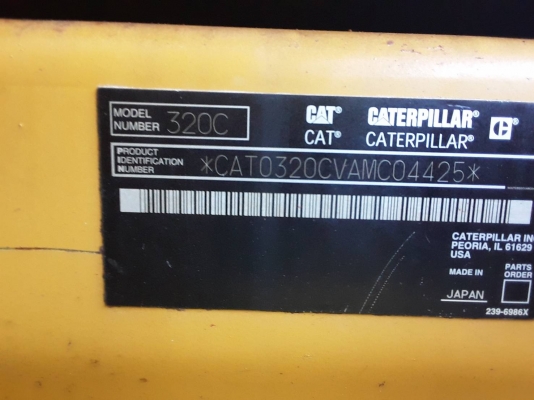 MODEL NUMBER 320C
CAT® CATERPILLAR® C
CAT® CATERPILLAR®
PRODUCT IDENTIFICATION NUMBER *CAT0320CVAMC04425*
CATERPILLAR INC
PEORIA, IL 61629
USA
MADE IN
JAPAN
PARTS ORDER
239-6986X